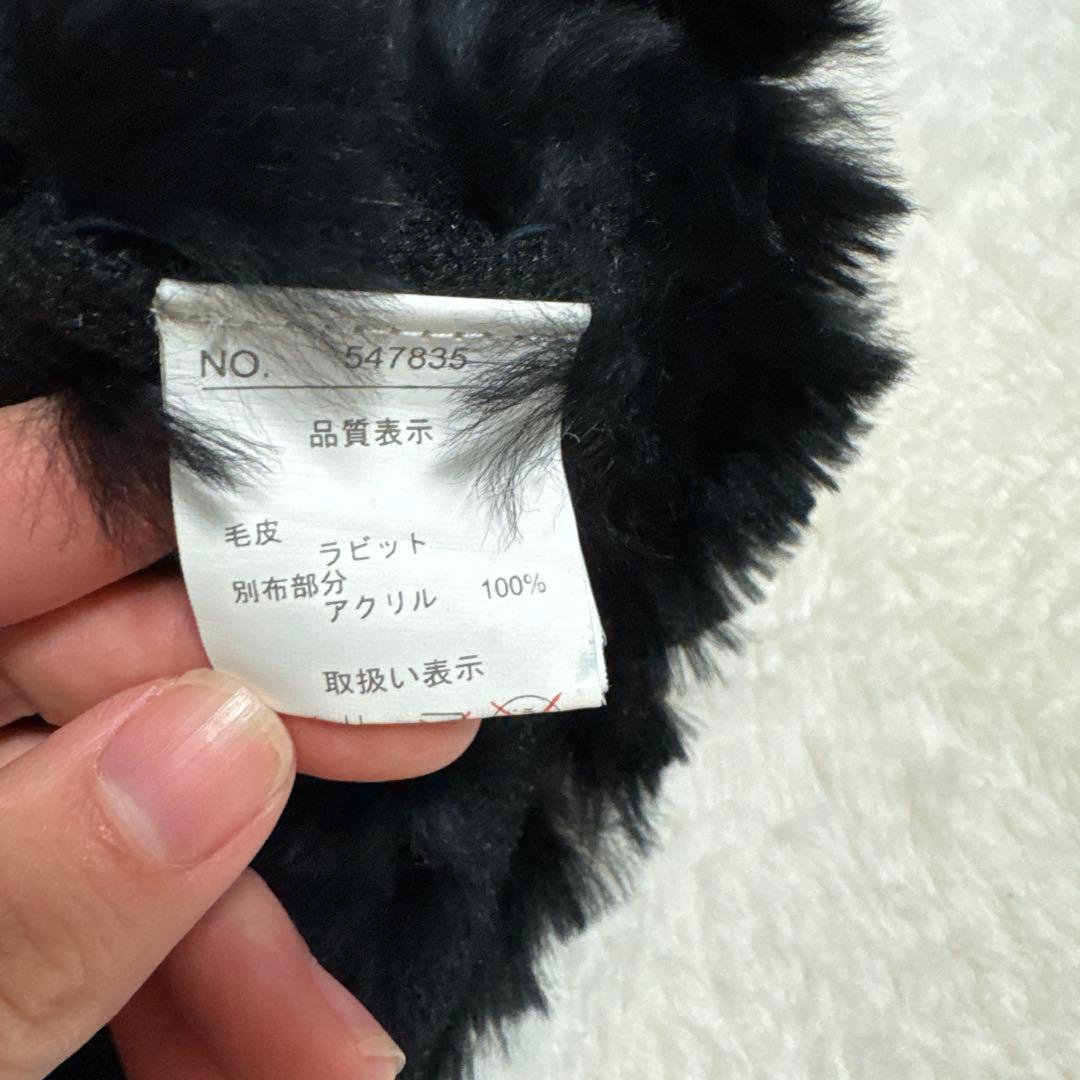 NO. 547835
品質表示
毛皮
ラビット
別布部分
アクリル 100%
取扱い表示